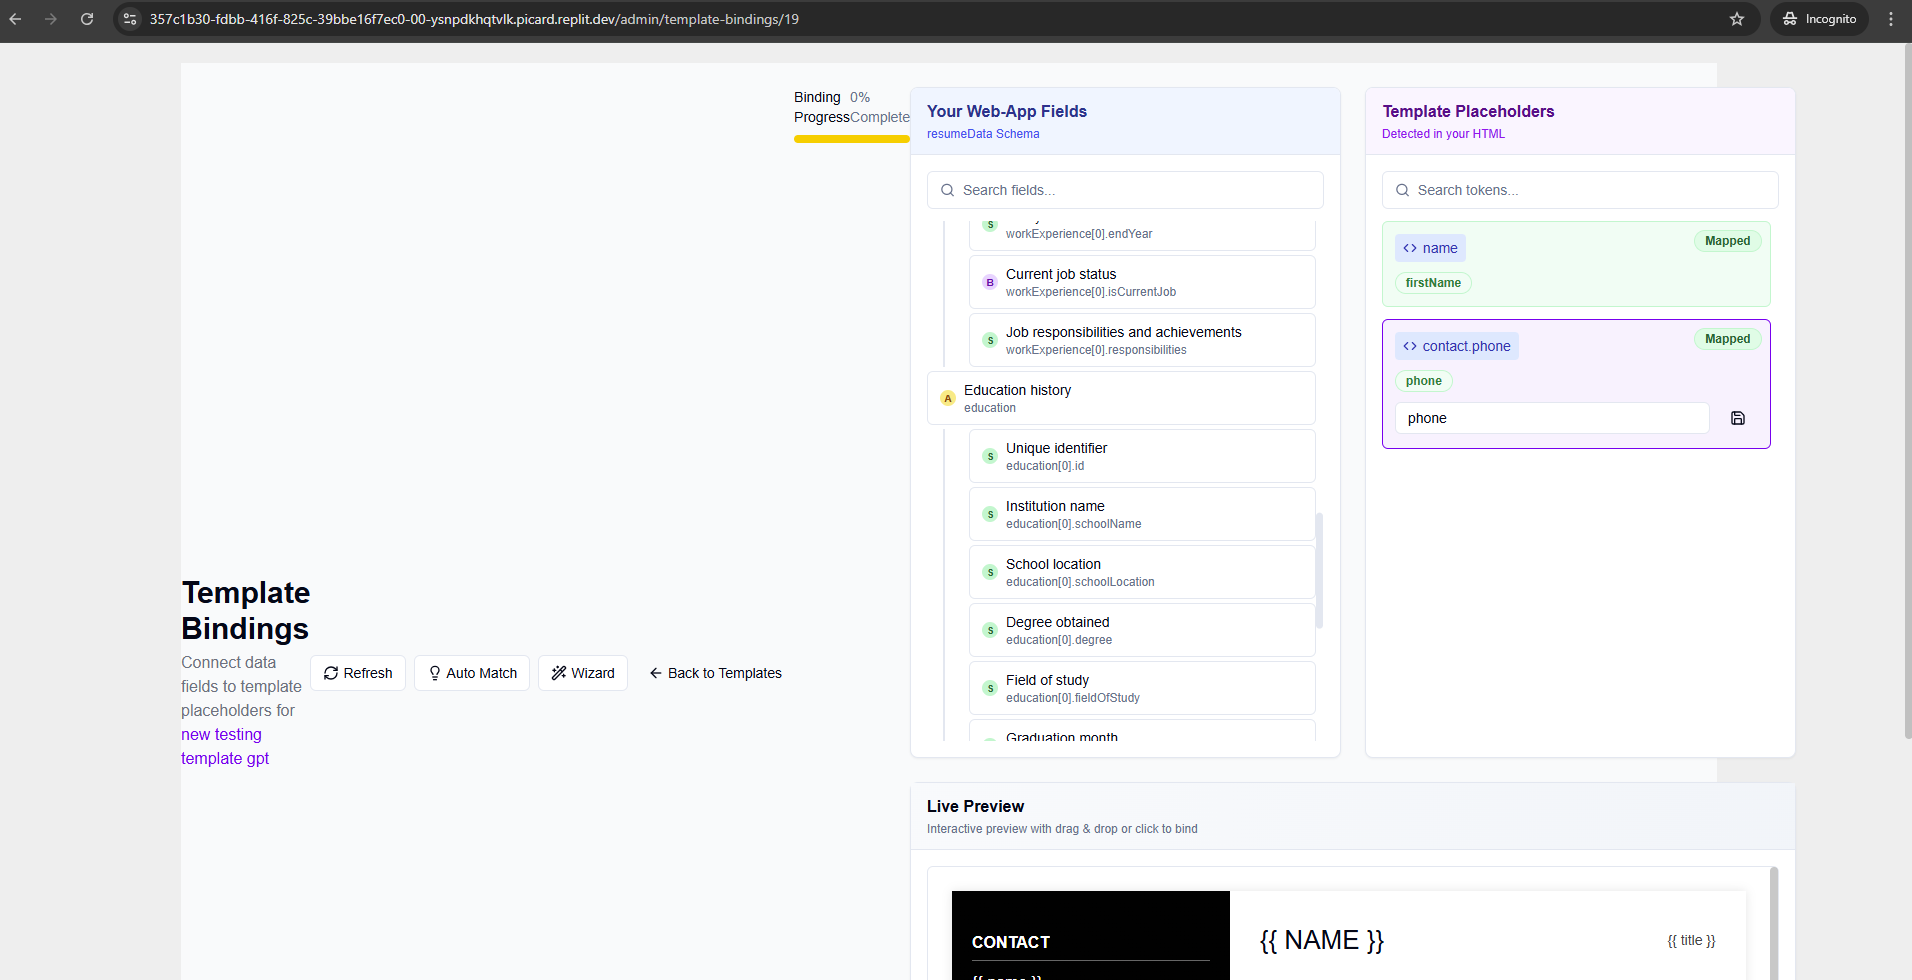 357c1b30-fdbb-416f-825c-39bbe16f7ec0-00-ysnpdkhqtvlk.picard.replit.dev/admin/template-bindings/19
Incognito
Template
Bindings
Connect data
fields to template
placeholders for
new testing
template gpt
Refresh
Auto Match
Wizard
Back to Templates
Binding 0%
Progress Complete
Your Web-App Fields
resumeData Schema
Search fields...
S
workExperience[0].endYear
B
Current job status
workExperience[0].isCurrentJob
S
Job responsibilities and achievements
workExperience[0].responsibilities
A
Education history
education
S
Unique identifier
education[0].id
S
Institution name
education[0].schoolName
S
School location
education[0].schoolLocation
S
Degree obtained
education[0].degree
S
Field of study
education[0].fieldOfStudy
Graduation month
Template Placeholders
Detected in your HTML
Search tokens...
<> name
Mapped
firstName
<> contact.phone
Mapped
phone
phone
Live Preview
Interactive preview with drag & drop or click to bind
CONTACT
{{ name }}
{{ NAME }}
{{ title }}